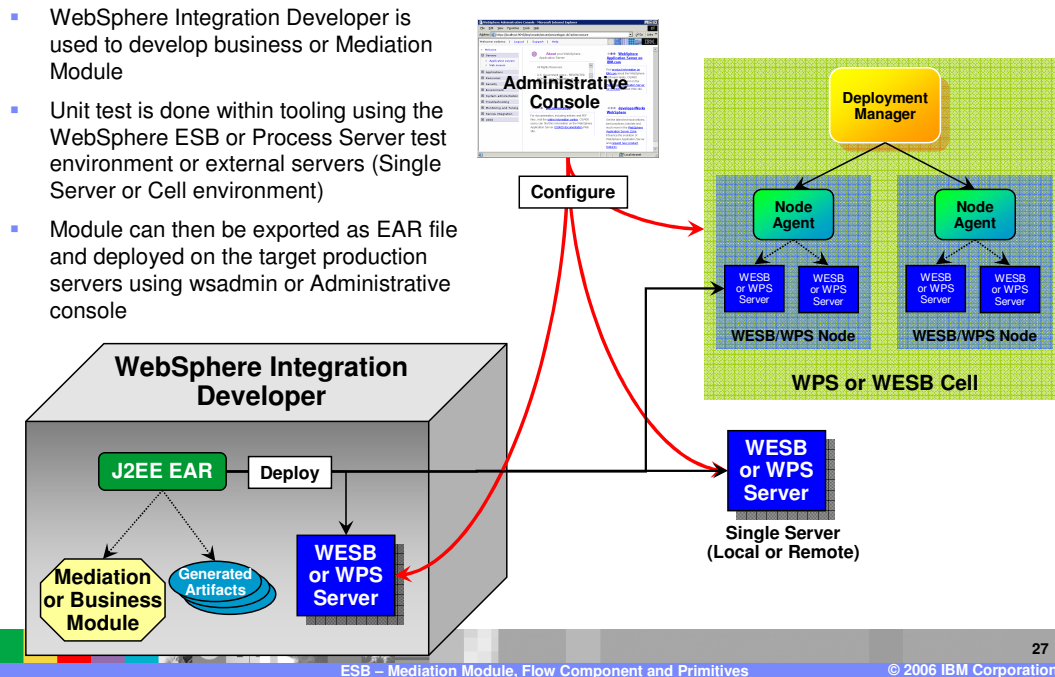 WebSphere Integration Developer is
used to develop business or Mediation
Module
Unit test is done within tooling using the
WebSphere ESB or Process Server test
environment or external servers (Single
Server or Cell environment)
Module can then be exported as EAR file
and deployed on the target production
servers using wsadmin or Administrative
console
Administrative
Console
Configure
Deployment
Manager
Node
Agent
Node
Agent
WESB
or WPS
Server
WESB
or WPS
Server
WESB
or WPS
Server
WESB
or WPS
Server
WESB/WPS Node
WESB/WPS Node
WPS or WESB Cell
WebSphere Integration
Developer
J2EE EAR
Deploy
Mediation
or Business
Module
Generated
Artifacts
WESB
or WPS
Server
WESB
or WPS
Server
Single Server
(Local or Remote)
27
ESB – Mediation Module, Flow Component and Primitives
© 2006 IBM Corporation